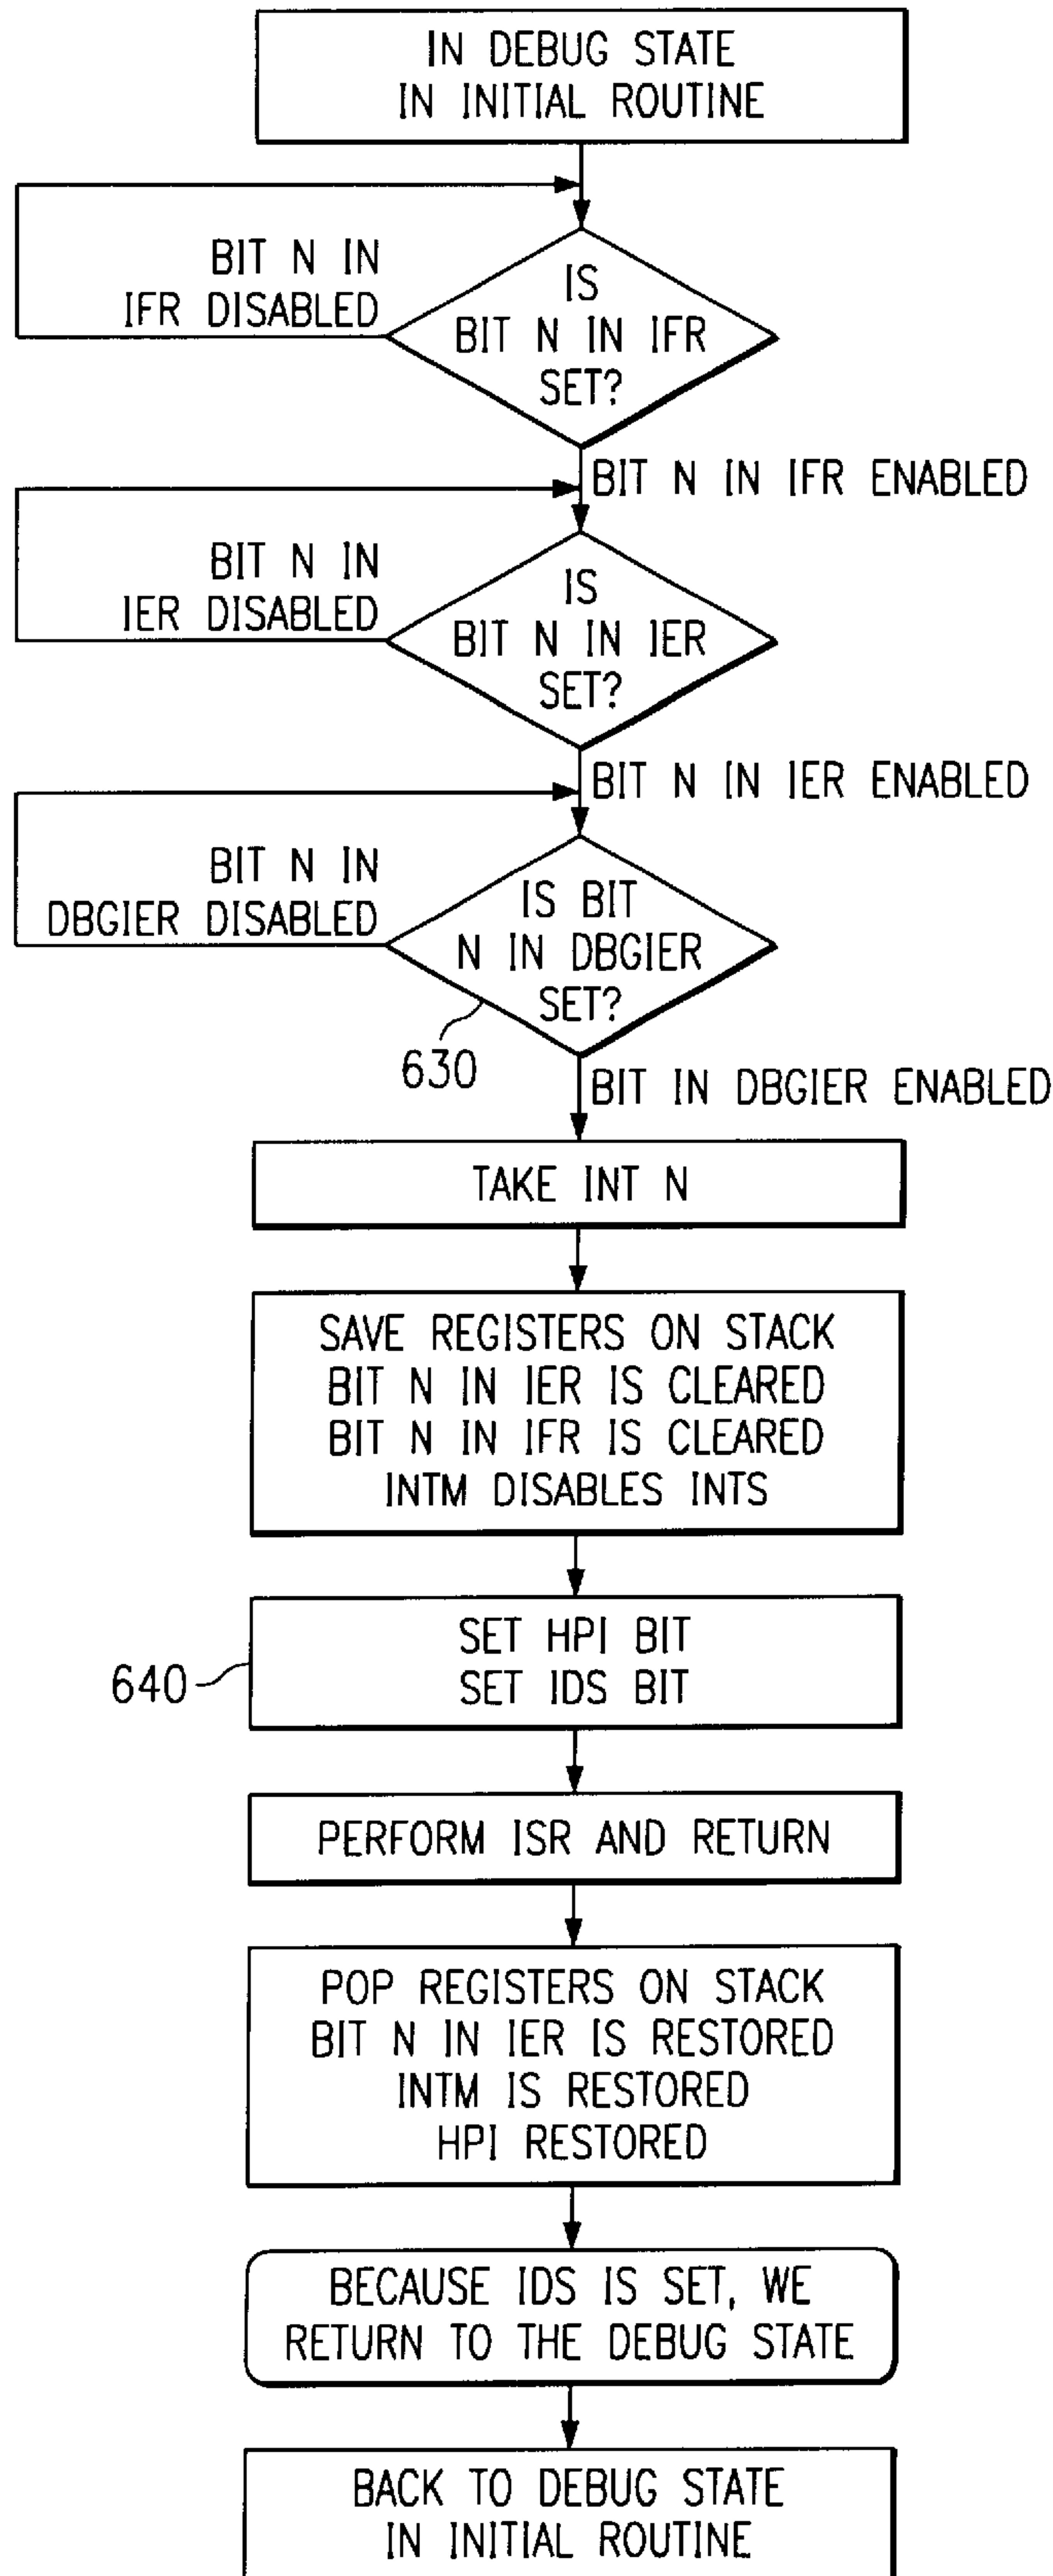 IN DEBUG STATE
IN INITIAL ROUTINE
BIT N IN
IFR DISABLED
IS
BIT N IN IFR
SET?
BIT N IN IFR ENABLED
BIT N IN
IER DISABLED
IS
BIT N IN IER
SET?
BIT N IN IER ENABLED
BIT N IN
DBGIER DISABLED
IS BIT
N IN DBGIER
SET?
630
BIT IN DBGIER ENABLED
TAKE INT N
SAVE REGISTERS ON STACK
BIT N IN IER IS CLEARED
BIT N IN IFR IS CLEARED
INTM DISABLES INTS
640
SET HPI BIT
SET IDS BIT
PERFORM ISR AND RETURN
POP REGISTERS ON STACK
BIT N IN IER IS RESTORED
INTM IS RESTORED
HPI RESTORED
BECAUSE IDS IS SET, WE
RETURN TO THE DEBUG STATE
BACK TO DEBUG STATE
IN INITIAL ROUTINE